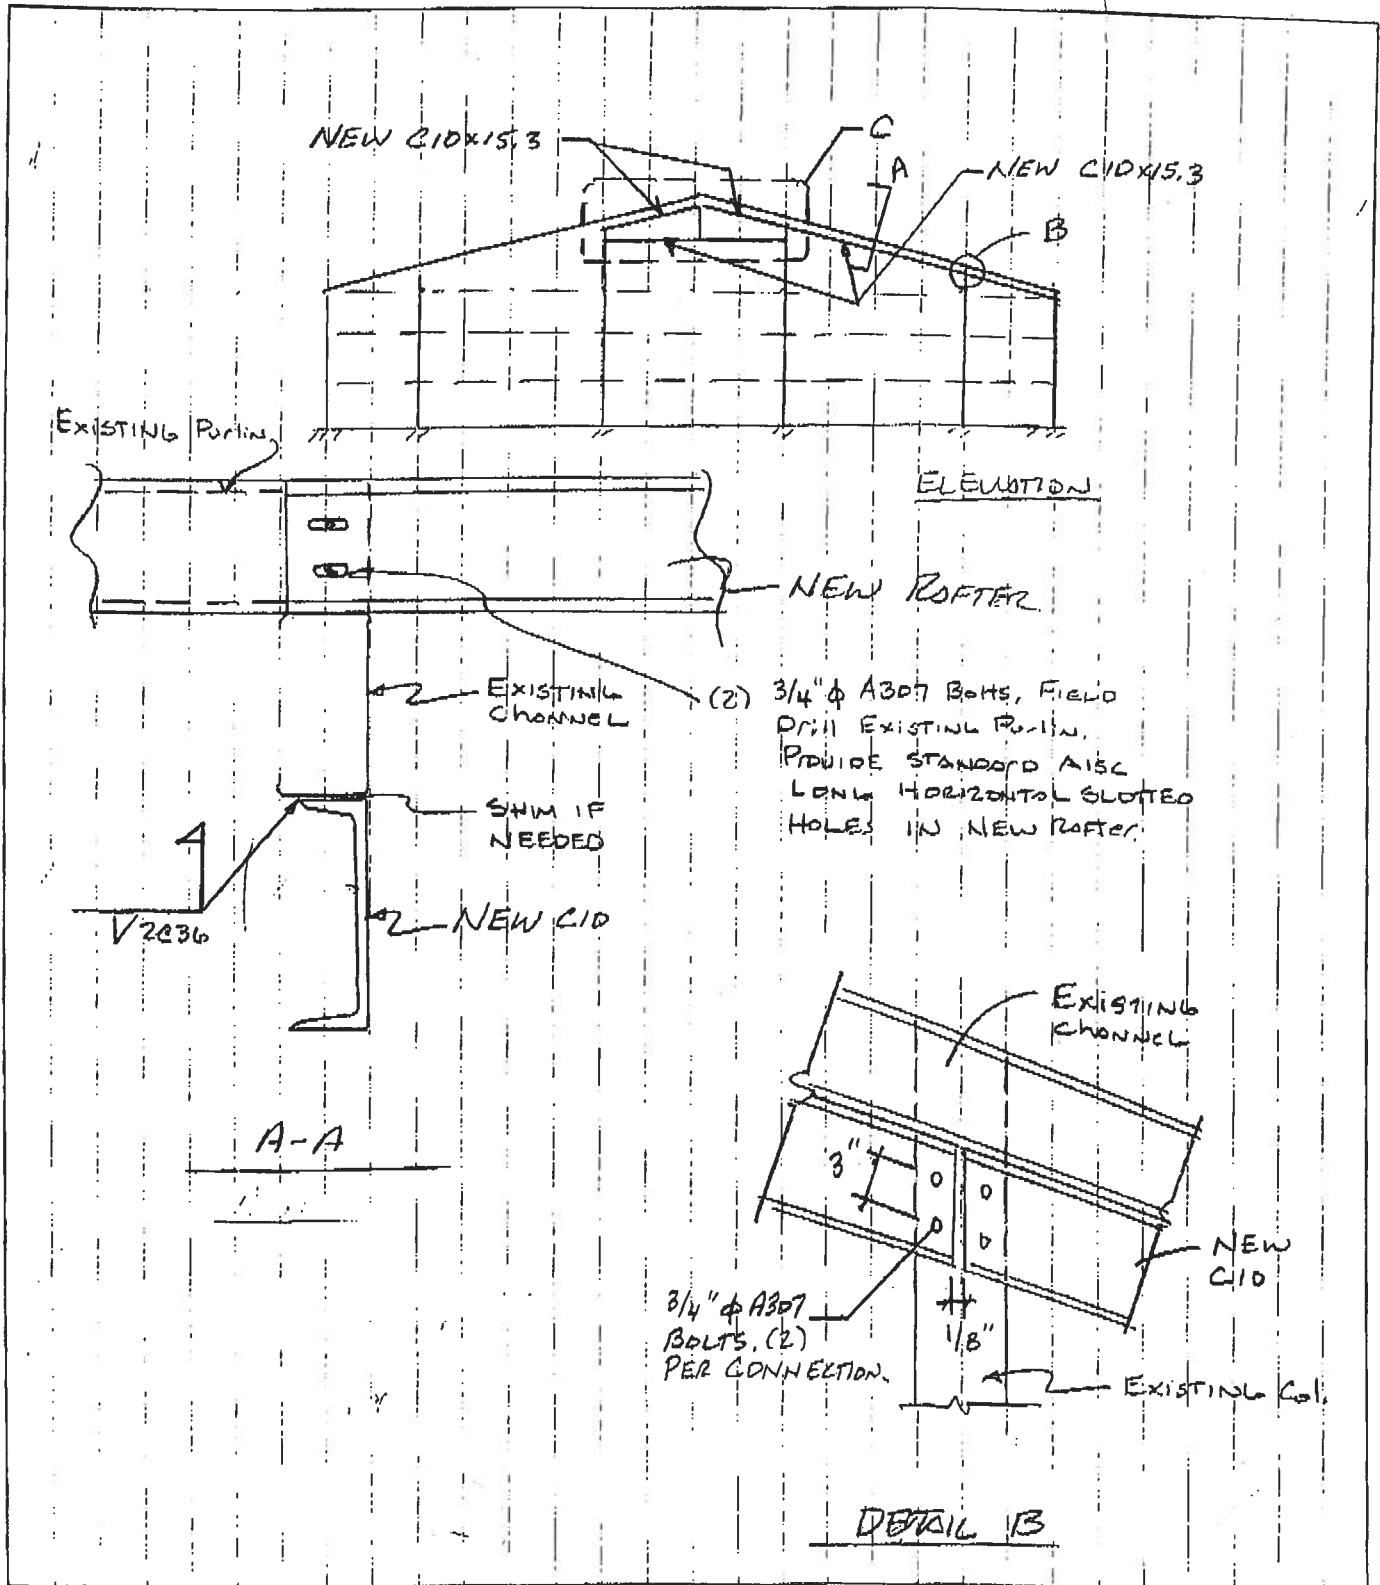 NEW C10x15.3
C
A
NEW C10x15.3
B
EXISTING Purlin
ELEVATION
NEW RAFTER
EXISTING
CHANNEL
(2) 3/4"φ A307 BOLTS, FIELD
Drill EXISTING Purlin.
PROVIDE STANDARD AISC
LONG HORIZONTAL SLOTTED
HOLES IN NEW Rafter.
SHIM IF
NEEDED
2@36
NEW C10
A-A
EXISTING
CHANNEL
3"
NEW
C10
3/4"φ A307
BOLTS, (2)
PER CONNECTION.
1/8"
EXISTING Col.
DETAIL B